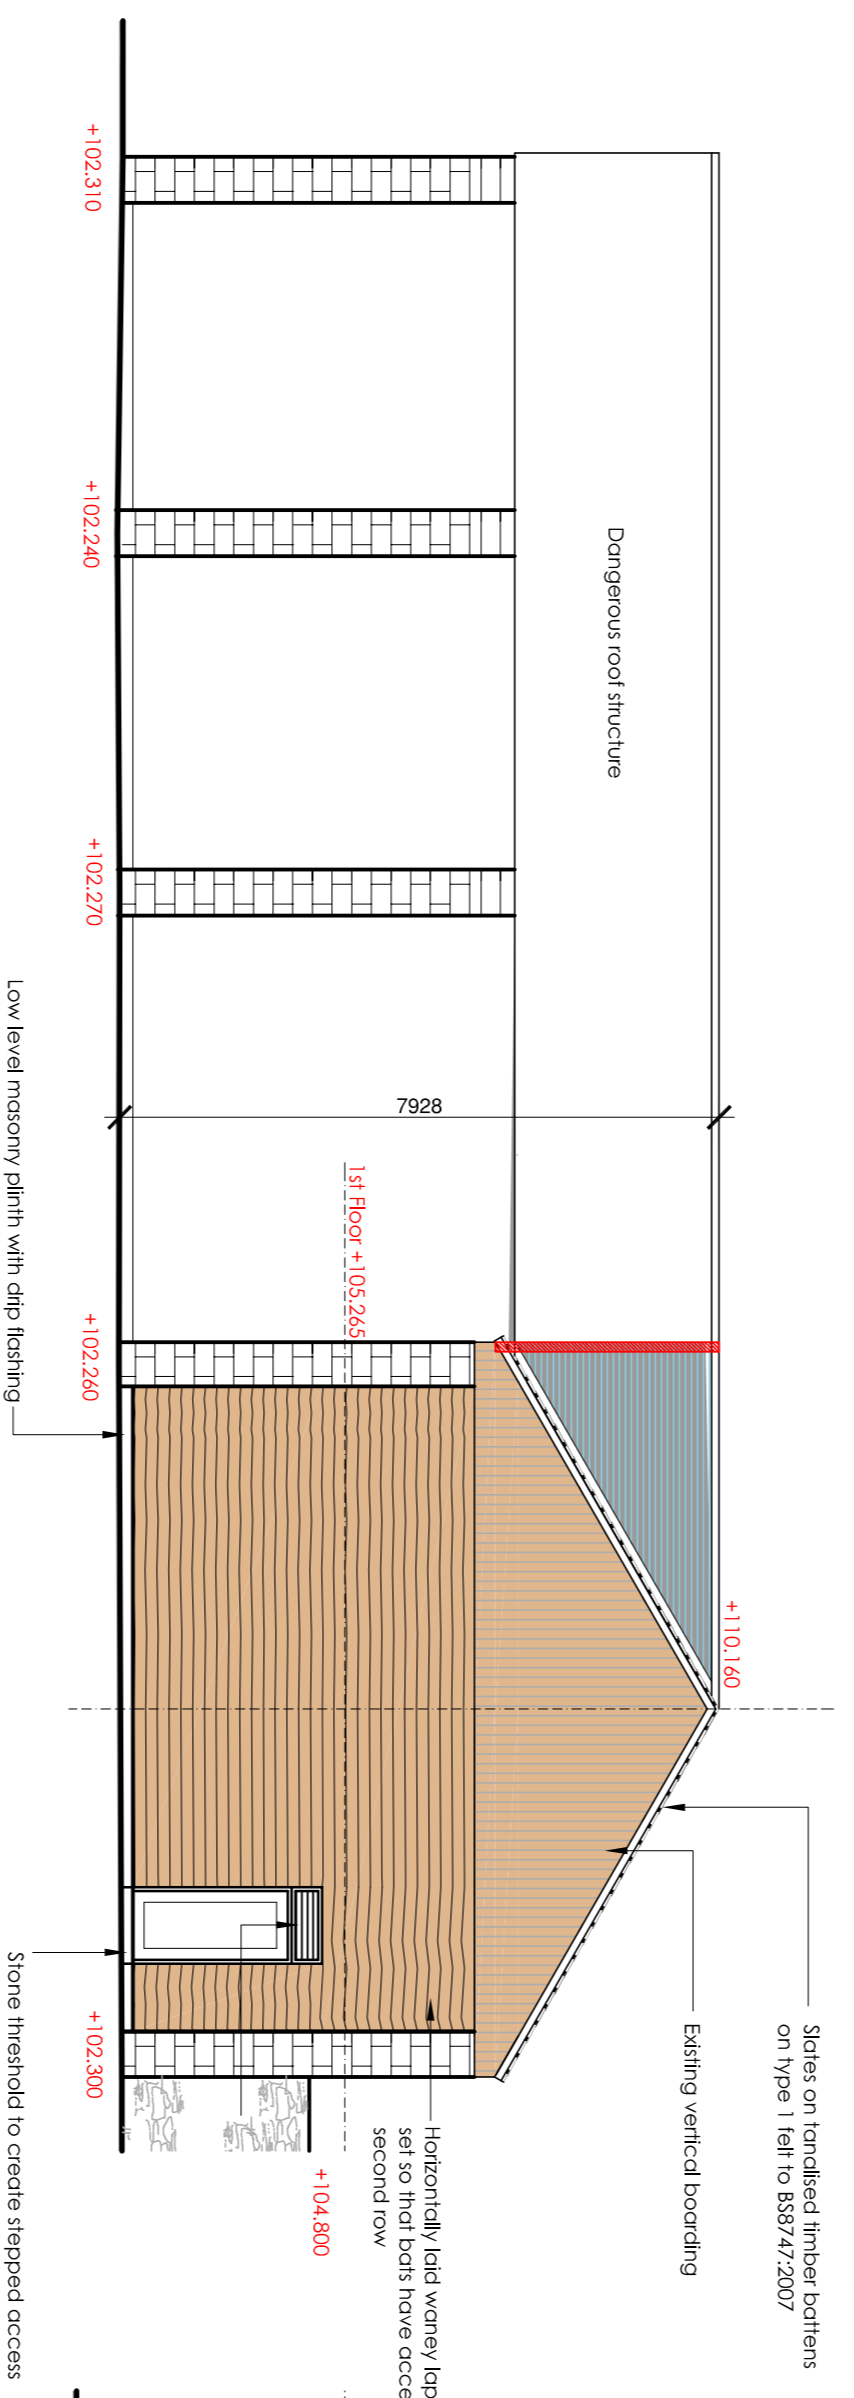 Slates on tanalised timber battens
on type 1 felt to BS8747:2007
Existing vertical boarding
+110.160
Dangerous roof structure
Horizontally laid waney lap
set so that bats have acce
second row
1st Floor +105.265
7928
+104.800
+102.310
+102.240
+102.270
+102.260
+102.300
Low level masonry plinth with drip flashing
Stone threshold to create stepped access